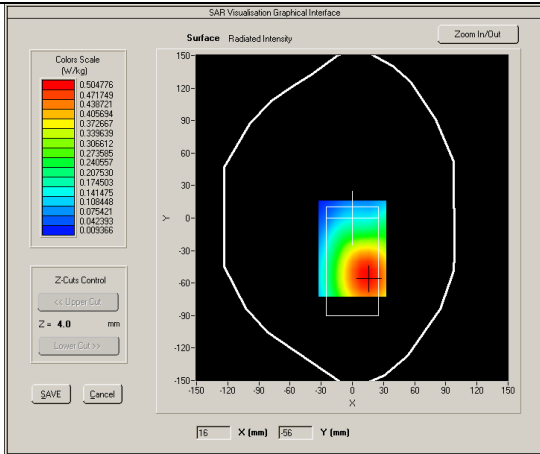 SAR Visualisation Graphical Interface
Surface Radiated Intensity
Zoom In/Out
Colors Scale
(W/kg)
0.504776
0.471749
0.438721
0.405694
0.372667
0.339639
0.306612
0.273585
0.240557
0.207530
0.174503
0.141475
0.108448
0.075421
0.042393
0.009366
Z-Cuts Control
<< Upper Cut
Z = 4.0 mm
Lower Cut >>
SAVE Cancel
150
120
90
60
30
0
-30
-60
-90
-120
-150
Y
-150 -120 -90 -60 -30 0 30 60 90 120 150
X
16 X (mm) -56 Y (mm)